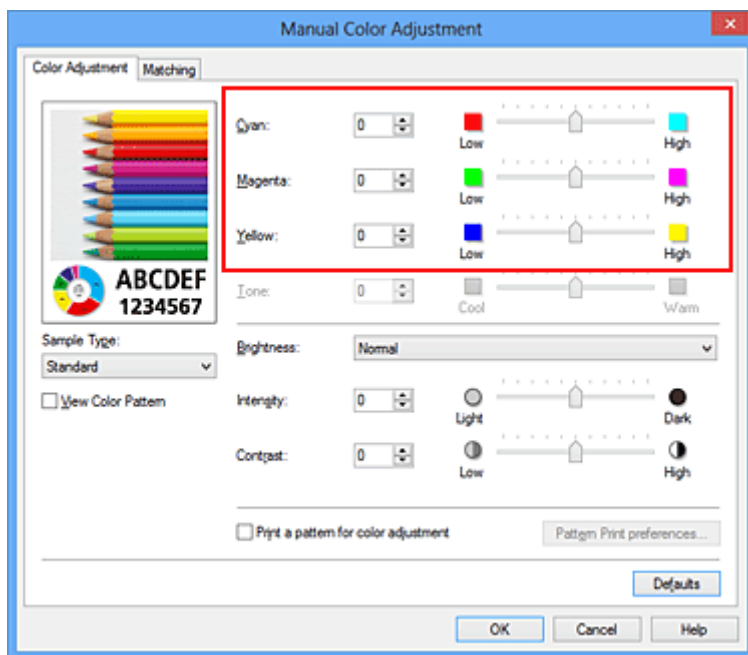 Manual Color Adjustment
Color Adjustment Matching
Cyan: 0 Low High
Magenta: 0 Low High
Yellow: 0 Low High
ABCDEF
1234567
Tone: 0 Cool Warm
Sample Type:
Standard
View Color Pattern
Brightness: Normal
Intensity: 0 Light Dark
Contrast: 0 Low High
Print a pattern for color adjustment Pattern Print preferences...
Defaults
OK Cancel Help